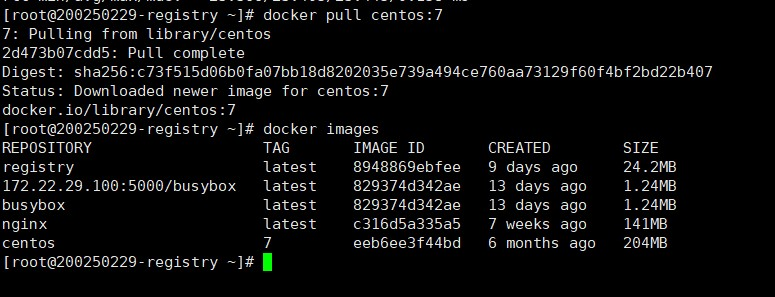 [root@200250229-registry ~]# docker pull centos:7
7: Pulling from library/centos
2d473b07cdd5: Pull complete
Digest: sha256:c73f515d06b0fa07bb18d8202035e739a494ce760aa73129f60f4bf2bd22b407
Status: Downloaded newer image for centos:7
docker.io/library/centos:7
[root@200250229-registry ~]# docker images
REPOSITORY TAG IMAGE ID CREATED SIZE
registry latest 8948869ebfee 9 days ago 24.2MB
172.22.29.100:5000/busybox latest 829374d342ae 13 days ago 1.24MB
busybox latest 829374d342ae 13 days ago 1.24MB
nginx latest c316d5a335a5 7 weeks ago 141MB
centos 7 eeb6ee3f44bd 6 months ago 204MB
[root@200250229-registry ~]#